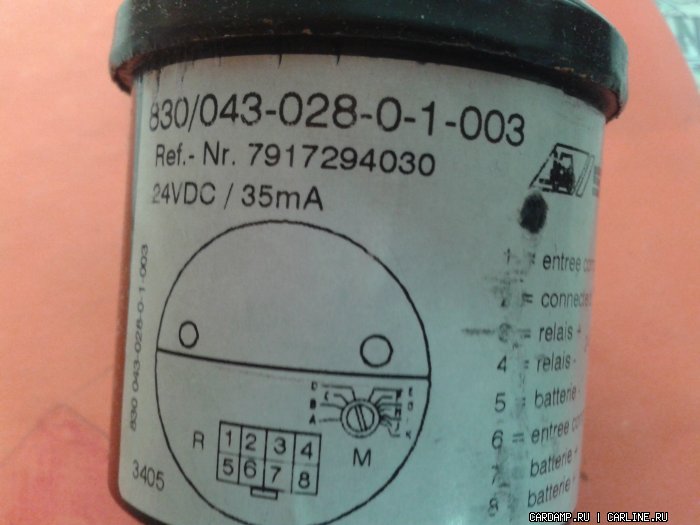 830/043-028-0-1-003
Ref.- Nr. 7917294030
24VDC / 35mA
830 043-028-0-1-003
3405
R
1 2 3 4
5 6 7 8
M
1 = entree
= connected
= relais +
4 = relais -
5 = batterie -
6 = entree
7 = batterie +
8 = batterie
CARDAMP.RU | CARLINE.RU